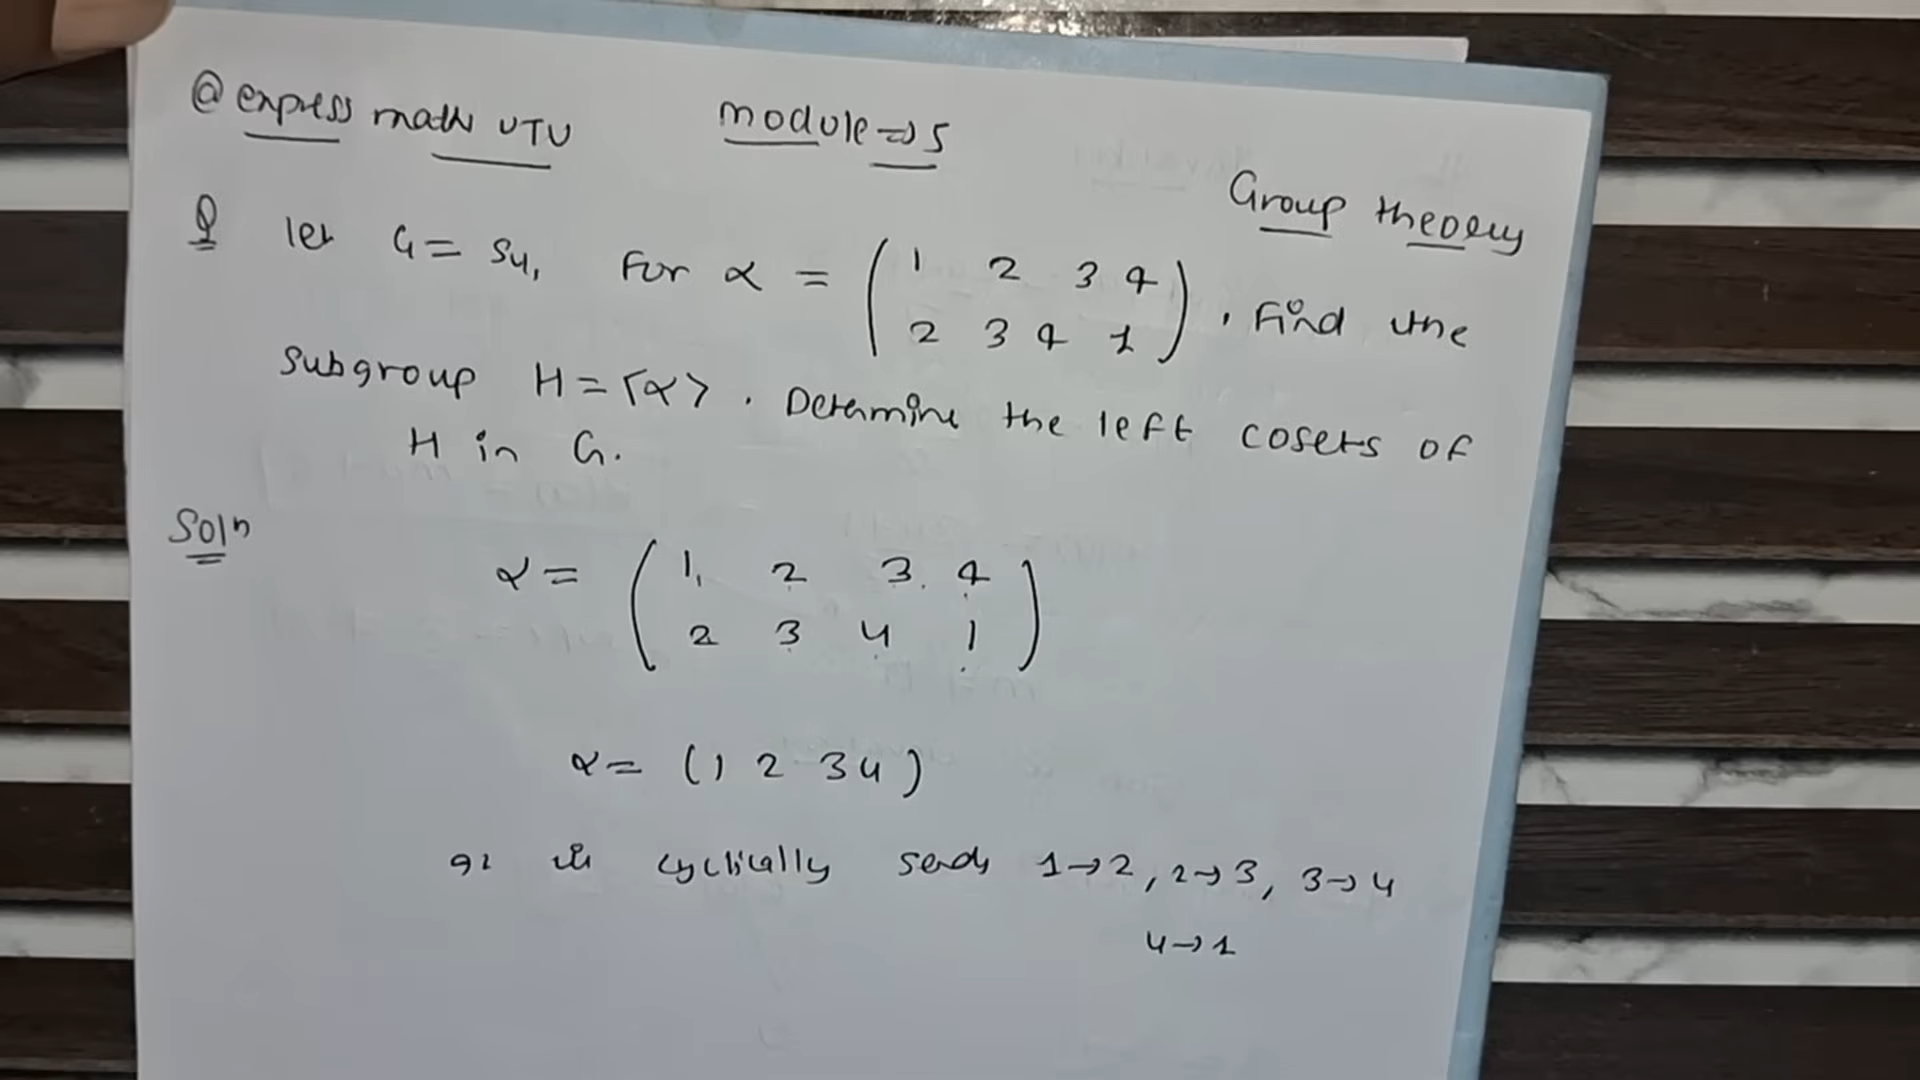 @ express math VTU module ⇒ 5
Group theory
Q let G = S4, For α = ( 1 2 3 4
2 3 4 1 ) . Find the
subgroup H = <α> . Determine the left cosets of
H in G.
Soln
α = ( 1 2 3 4
2 3 4 1 )
α = (1 2 3 4)
cyclically sends 1→2, 2→3, 3→4
4→1